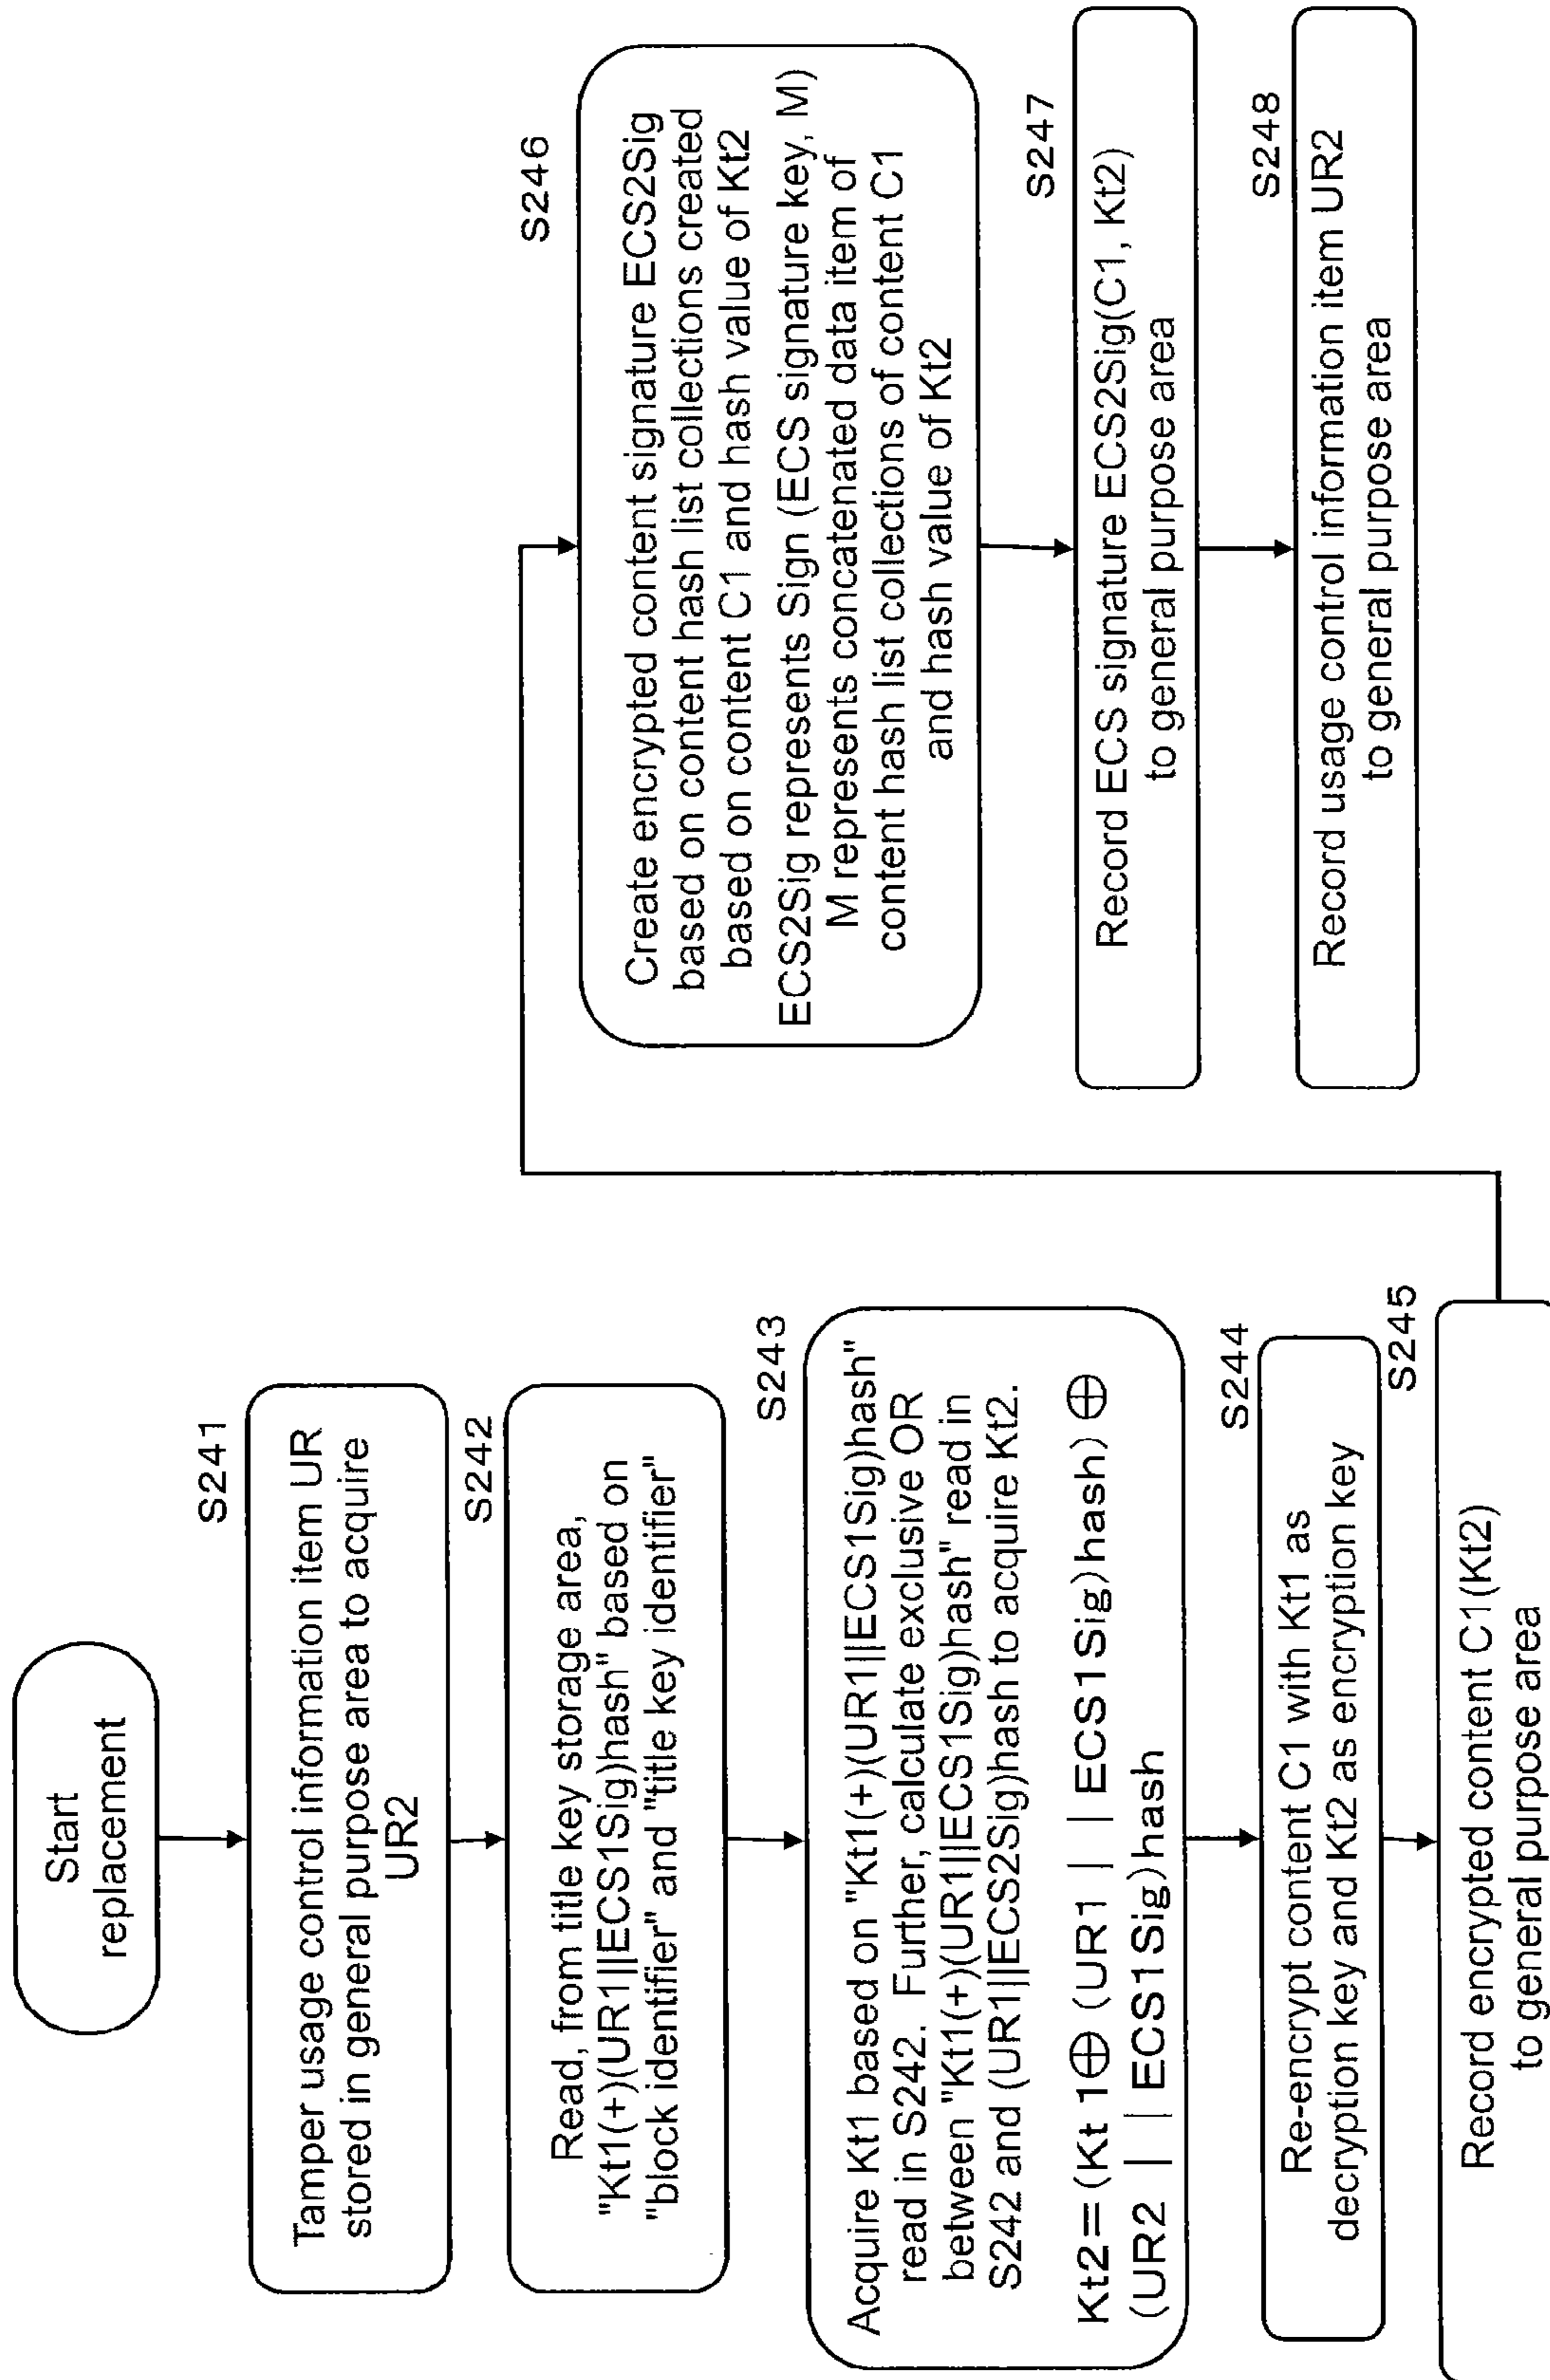 Start
replacement
S241
Tamper usage control information item UR
stored in general purpose area to acquire
UR2
S242
Read, from title key storage area,
"Kt1(+)(UR1||ECS1Sig)hash" based on
"block identifier" and "title key identifier"
S243
Acquire Kt1 based on "Kt1(+)(UR1||ECS1Sig)hash"
read in S242. Further, calculate exclusive OR
between "Kt1(+)(UR1||ECS1Sig)hash" read in
S242 and (UR1||ECS2Sig)hash to acquire Kt2.
Kt2=(Kt 1⊕(UR1 || ECS1Sig)hash)⊕
(UR2 || ECS1Sig)hash
S244
Re-encrypt content C1 with Kt1 as
decryption key and Kt2 as encryption key
S245
Record encrypted content C1(Kt2)
to general purpose area
S246
Create encrypted content signature ECS2Sig
based on content hash list collections created
based on content C1 and hash value of Kt2
ECS2Sig represents Sign (ECS signature key, M)
M represents concatenated data item of
content hash list collections of content C1
and hash value of Kt2
S247
Record ECS signature ECS2Sig(C1, Kt2)
to general purpose area
S248
Record usage control information item UR2
to general purpose area